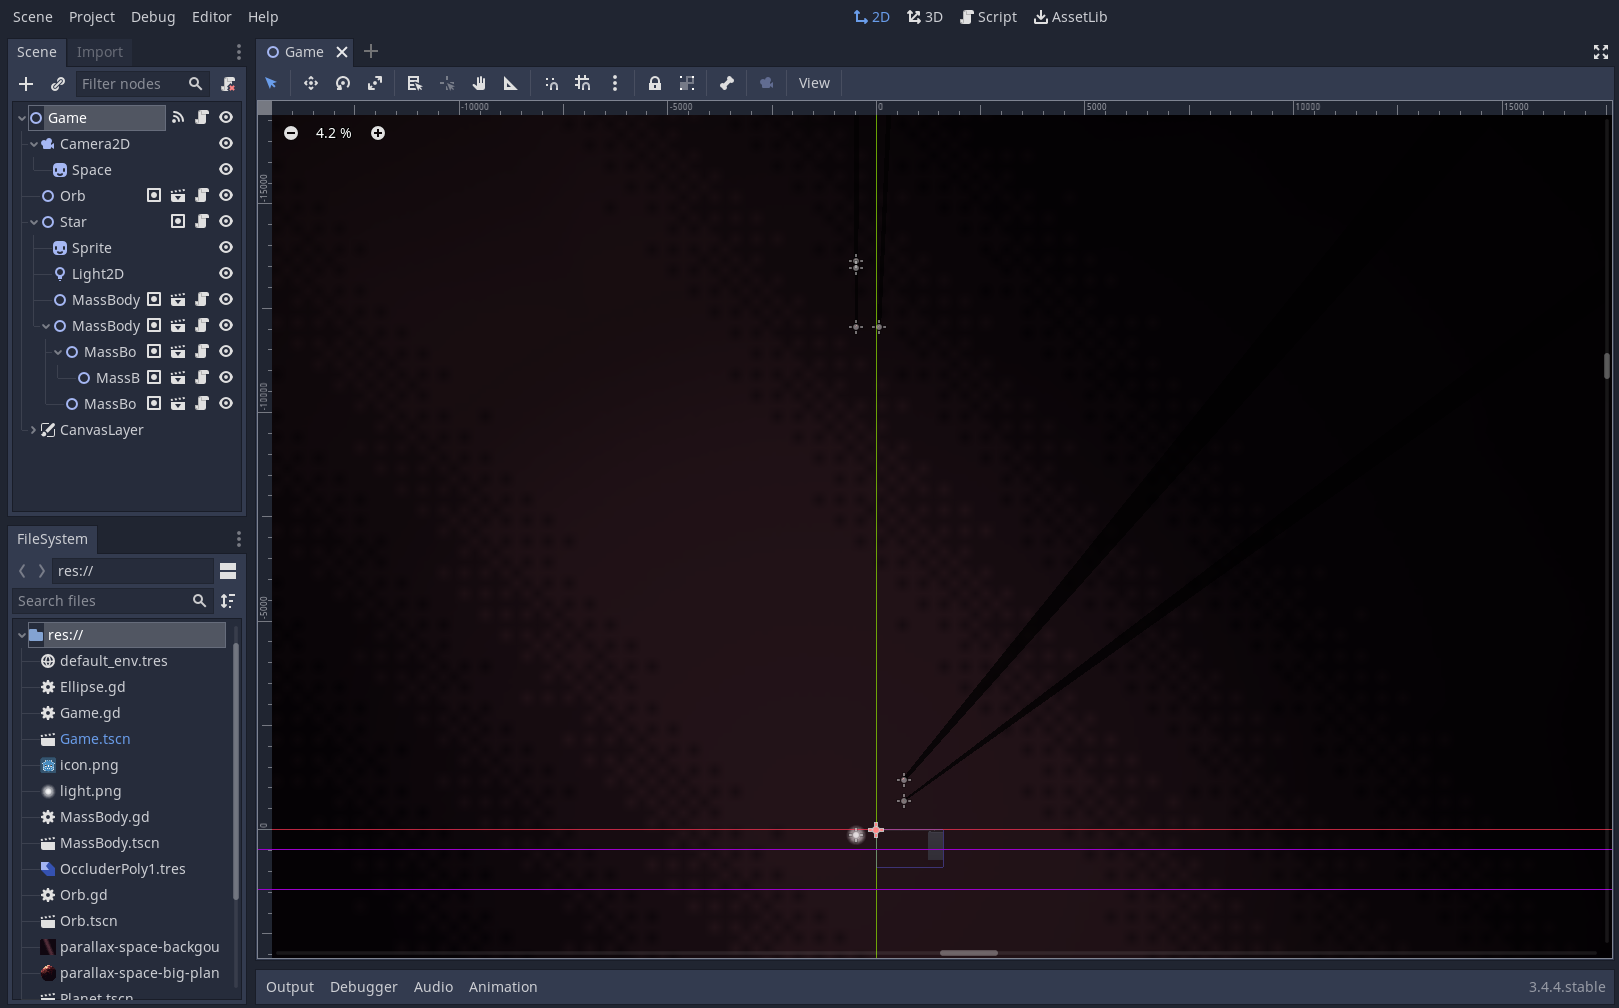 Scene Project Debug Editor Help 2D 3D Script AssetLib
Scene Import
Game
Filter nodes
View
Game
Camera2D
Space
Orb
Star
Sprite
Light2D
MassBody
MassBody
MassBo
MassB
MassBo
CanvasLayer
-10000 -5000 0 5000 10000 15000
4.2 %
-15000
-10000
-5000
0
FileSystem
res://
Search files
res://
default_env.tres
Ellipse.gd
Game.gd
Game.tscn
icon.png
light.png
MassBody.gd
MassBody.tscn
OccluderPoly1.tres
Orb.gd
Orb.tscn
parallax-space-backgou
parallax-space-big-plan
Planet.tscn
Output Debugger Audio Animation 3.4.4.stable